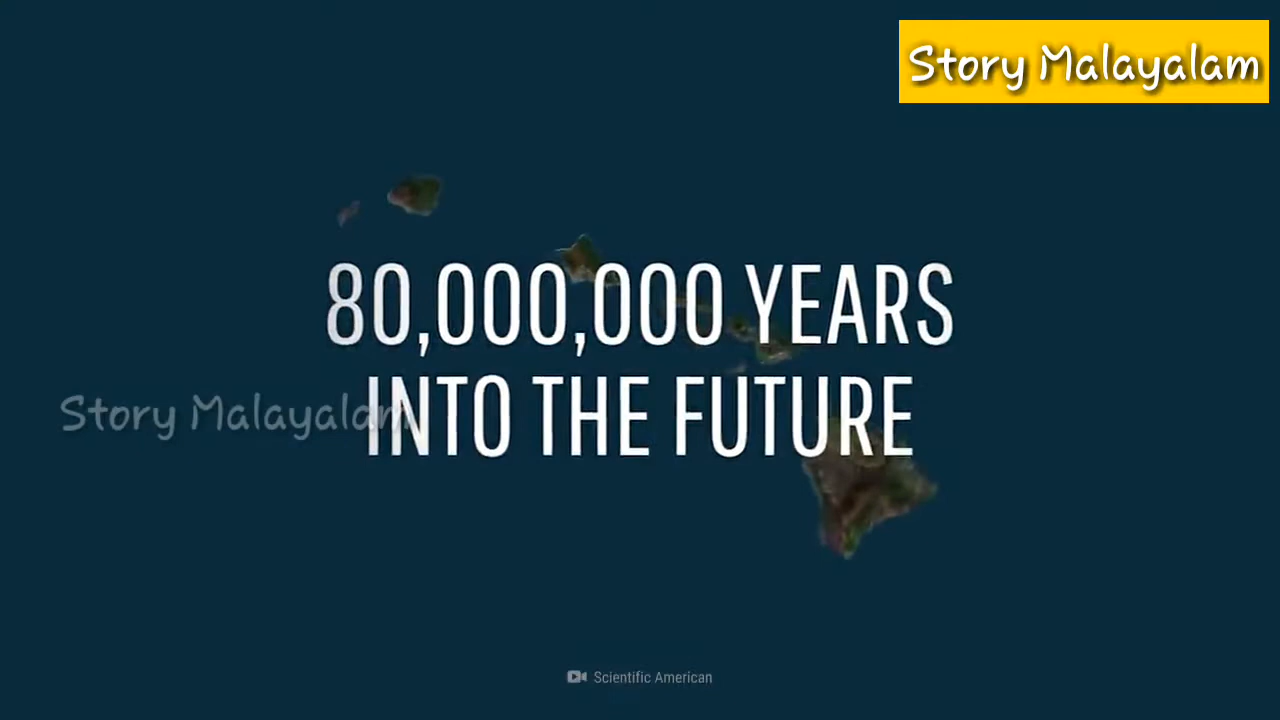 Story Malayalam
80,000,000 YEARS
INTO THE FUTURE
Story Malayalam
Scientific American